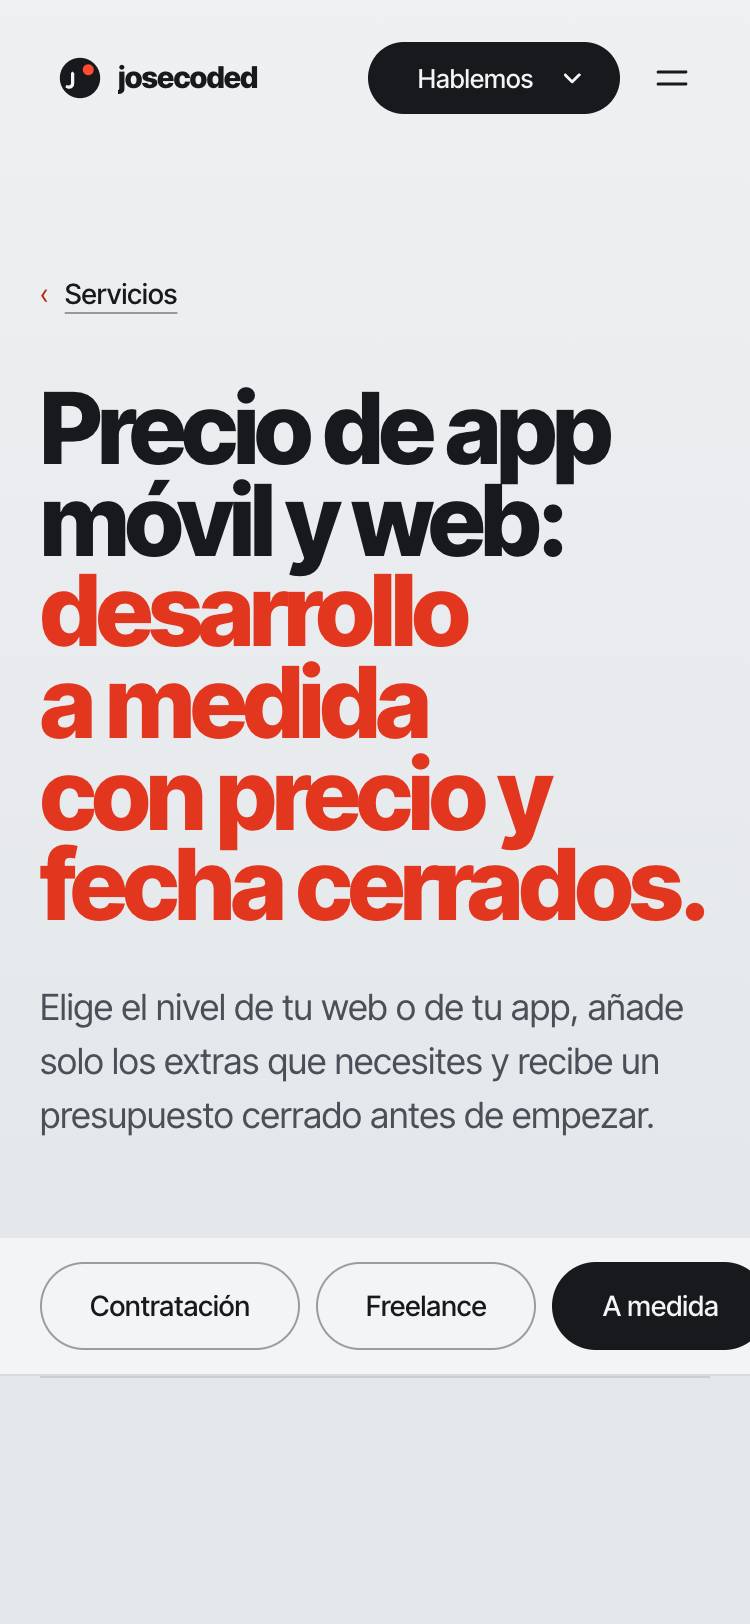 josecoded
Hablemos
‹ Servicios
Precio de app
móvil y web:
desarrollo
a medida
con precio y
fecha cerrados.
Elige el nivel de tu web o de tu app, añade
solo los extras que necesites y recibe un
presupuesto cerrado antes de empezar.
Contratación
Freelance
A medida